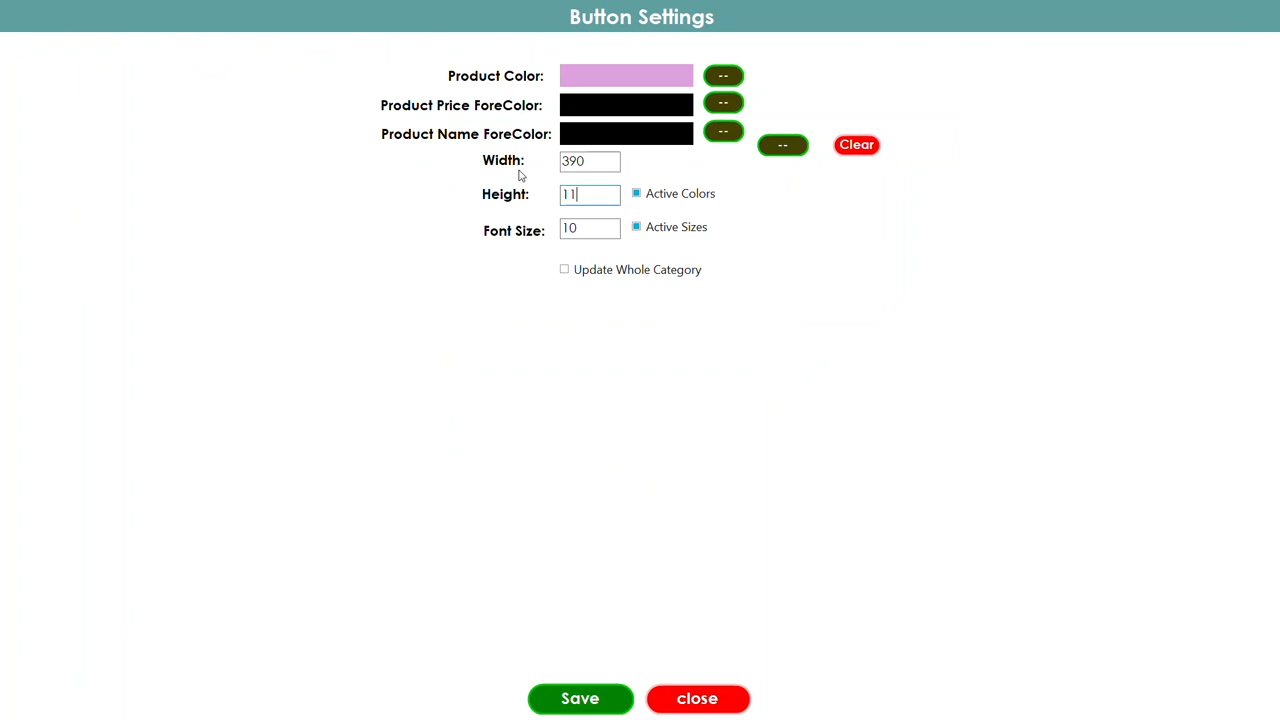 Button Settings
Product Color:
--
Product Price ForeColor:
--
Product Name ForeColor:
--
--
Clear
Width:
390
Height:
11
Active Colors
Font Size:
10
Active Sizes
Update Whole Category
Save
close